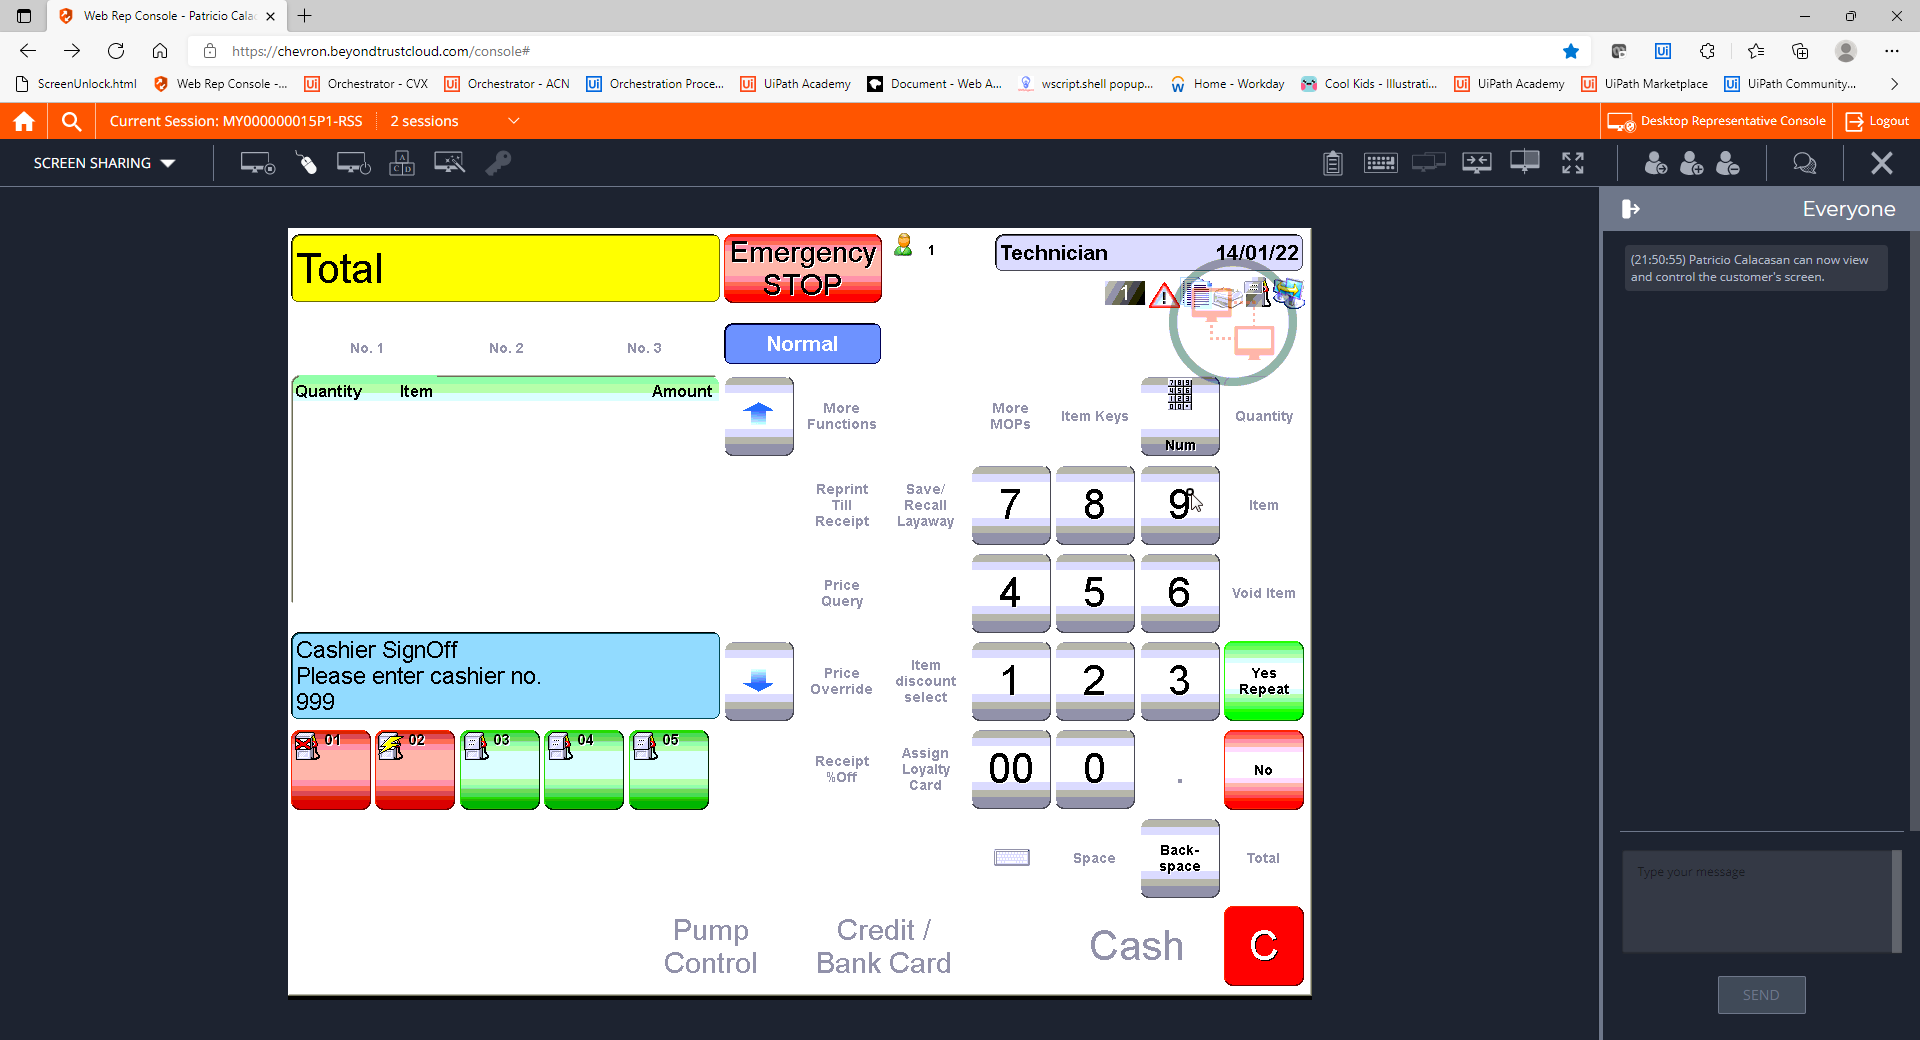 Web Rep Console - Patricio Cala
https://chevron.beyondtrustcloud.com/console#
ScreenUnlock.html
Web Rep Console -...
Orchestrator - CVX
Orchestrator - ACN
Orchestration Proce...
UiPath Academy
Document - Web A...
wscript.shell popup...
Home - Workday
Cool Kids - Illustrati...
UiPath Academy
UiPath Marketplace
UiPath Community...
Current Session: MY000000015P1-RSS
2 sessions
Desktop Representative Console
Logout
SCREEN SHARING
Everyone
(21:50:55) Patricio Calacasan can now view
and control the customer's screen.
Total
Emergency
STOP
1
Technician 14/01/22
1
No. 1
No. 2
No. 3
Normal
Quantity Item Amount
More
Functions
More
MOPs
Item Keys
Num
Quantity
Reprint
Till
Receipt
Save/
Recall
Layaway
7
8
9
Item
Price
Query
4
5
6
Void Item
Cashier SignOff
Please enter cashier no.
999
Price
Override
Item
discount
select
1
2
3
Yes
Repeat
01
02
03
04
05
Receipt
%Off
Assign
Loyalty
Card
00
0
.
No
Space
Back-
space
Total
Pump
Control
Credit /
Bank Card
Cash
C
Type your message
SEND